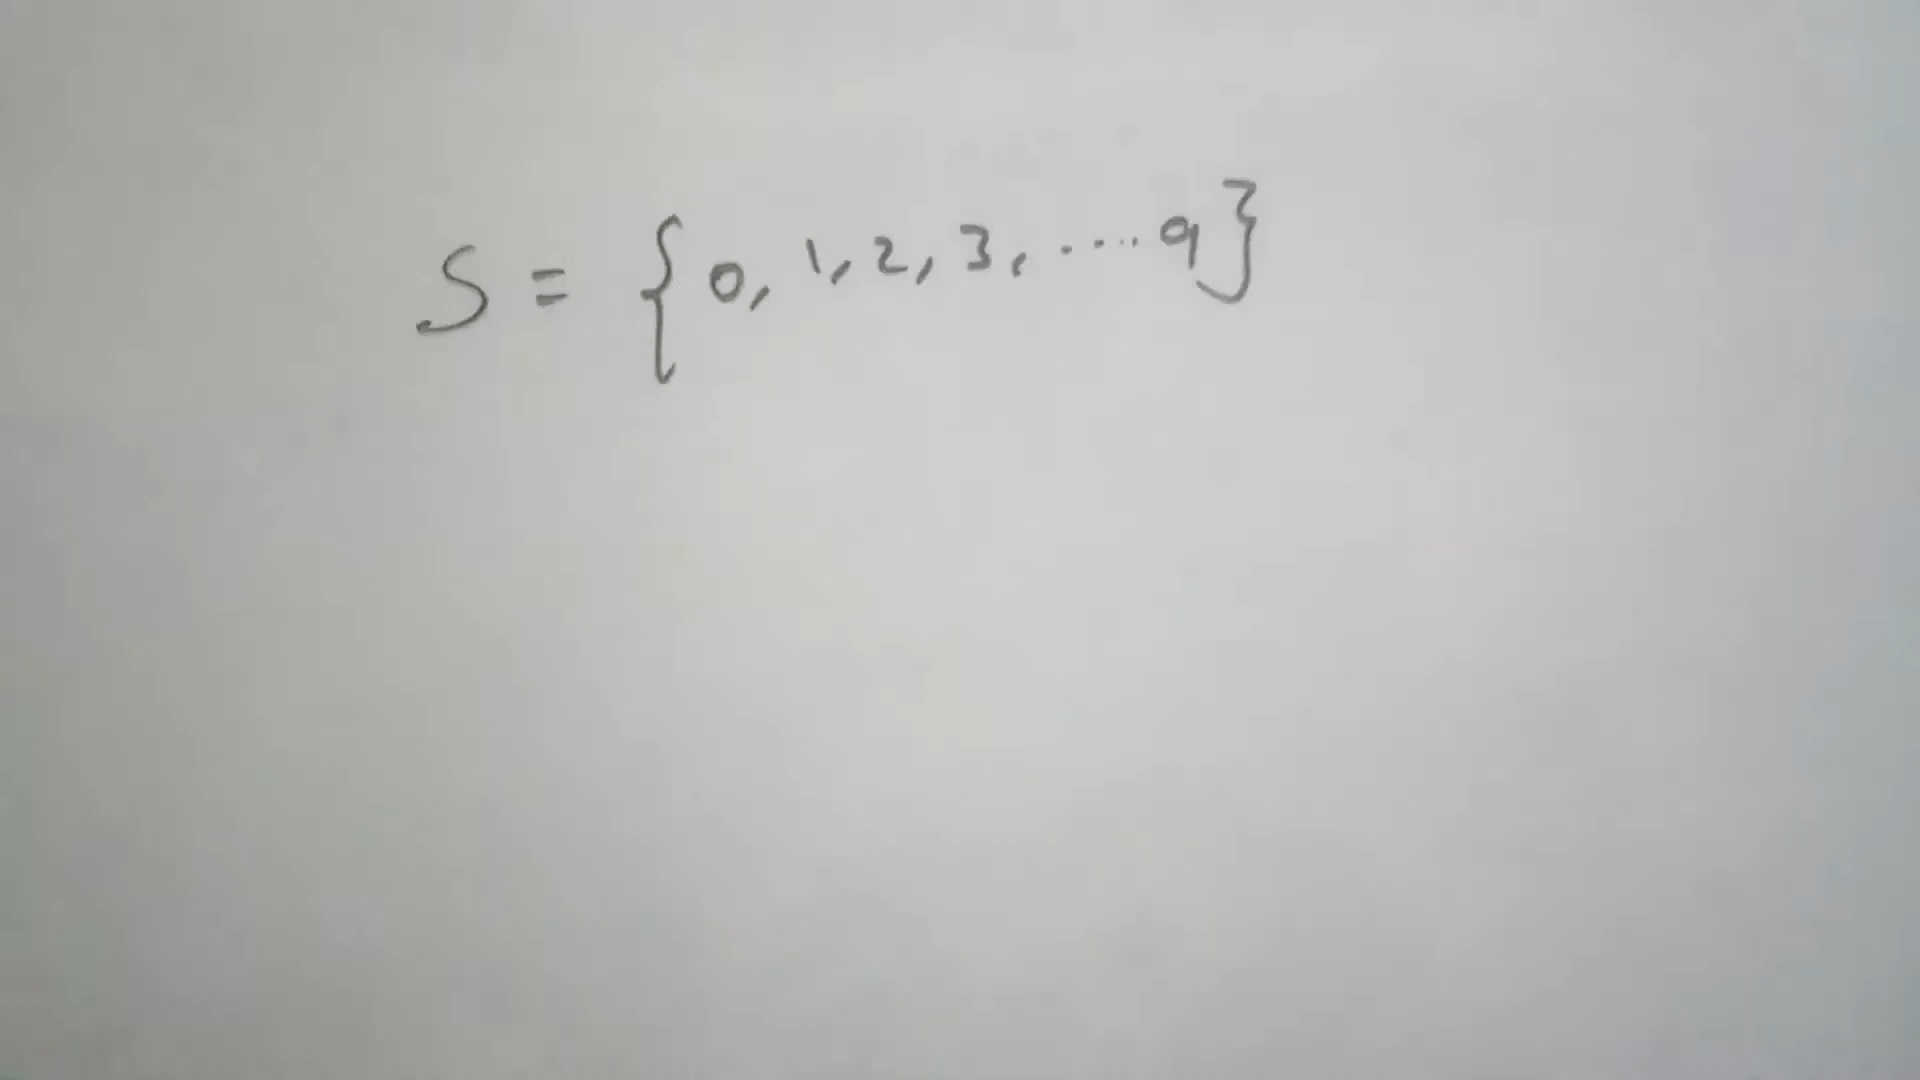 S = {0, 1, 2, 3, ..... 9}